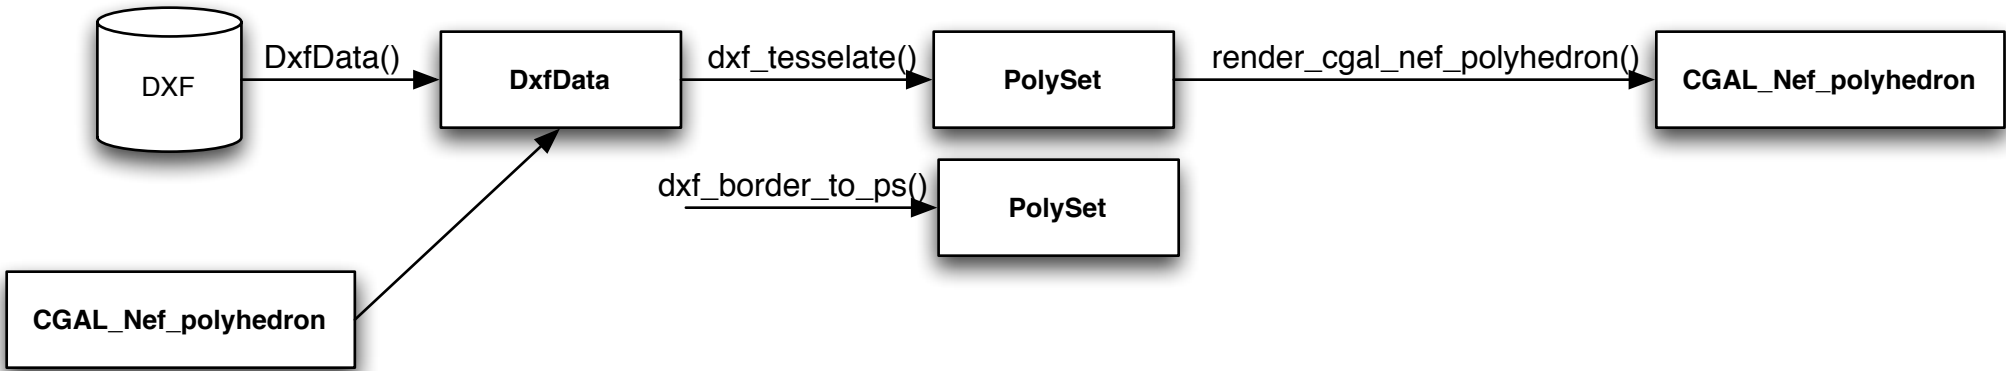 DXF
DxfData()
DxfData
dxf_tesselate()
PolySet
render_cgal_nef_polyhedron()
CGAL_Nef_polyhedron
dxf_border_to_ps()
PolySet
CGAL_Nef_polyhedron